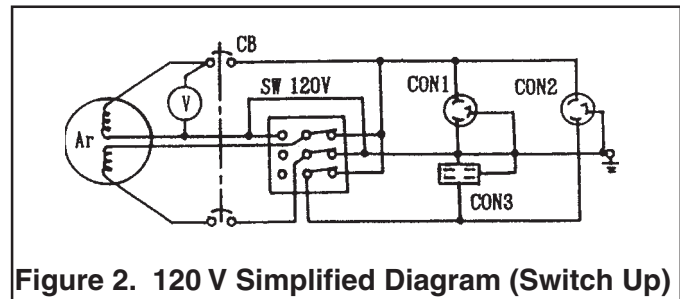 CB
SW 120V
CON1
CON2
V
Ar
CON3
Figure 2. 120 V Simplified Diagram (Switch Up)